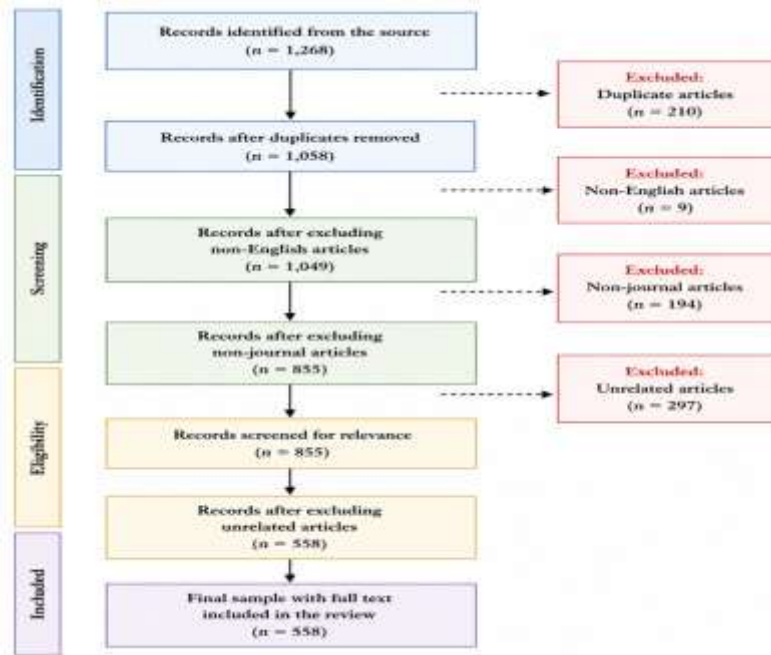 Identification
Records identified from the source
(n = 1,268)
Excluded:
Duplicate articles
(n = 210)
Records after duplicates removed
(n = 1,058)
Excluded:
Non-English articles
(n = 9)
Screening
Records after excluding
non-English articles
(n = 1,049)
Excluded:
Non-journal articles
(n = 194)
Records after excluding
non-journal articles
(n = 855)
Excluded:
Unrelated articles
(n = 297)
Eligibility
Records screened for relevance
(n = 855)
Records after excluding
unrelated articles
(n = 558)
Included
Final sample with full text
included in the review
(n = 558)